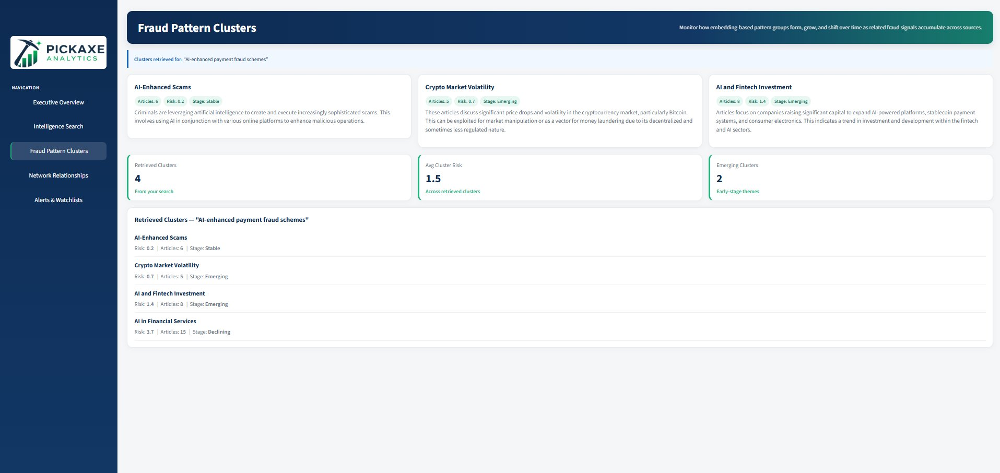 PICKAXE
ANALYTICS
NAVIGATION
Executive Overview
Intelligence Search
Fraud Pattern Clusters
Network Relationships
Alerts & Watchlists
Fraud Pattern Clusters
Monitor how embedding-based pattern groups form, grow, and shift over time as related fraud signals accumulate across sources.
Clusters retrieved for: “AI-enhanced payment fraud schemes”
AI-Enhanced Scams
Articles: 6 Risk: 0.2 Stage: Stable
Criminals are leveraging artificial intelligence to create and execute increasingly sophisticated scams. This
involves using AI in conjunction with various online platforms to enhance malicious operations.
Crypto Market Volatility
Articles: 5 Risk: 0.7 Stage: Emerging
These articles discuss significant price drops and volatility in the cryptocurrency market, particularly Bitcoin.
This can be exploited for market manipulation or as a vector for money laundering due to its decentralized and
sometimes less regulated nature.
AI and Fintech Investment
Articles: 8 Risk: 1.4 Stage: Emerging
Articles focus on companies raising significant capital to expand AI-powered platforms, stablecoin payment
systems, and consumer electronics. This indicates a trend in investment and development within the fintech
and AI sectors.
Retrieved Clusters
4
From your search
Avg Cluster Risk
1.5
Across retrieved clusters
Emerging Clusters
2
Early-stage themes
Retrieved Clusters — "AI-enhanced payment fraud schemes"
AI-Enhanced Scams
Risk: 0.2 | Articles: 6 | Stage: Stable
Crypto Market Volatility
Risk: 0.7 | Articles: 5 | Stage: Emerging
AI and Fintech Investment
Risk: 1.4 | Articles: 8 | Stage: Emerging
AI in Financial Services
Risk: 3.7 | Articles: 15 | Stage: Declining